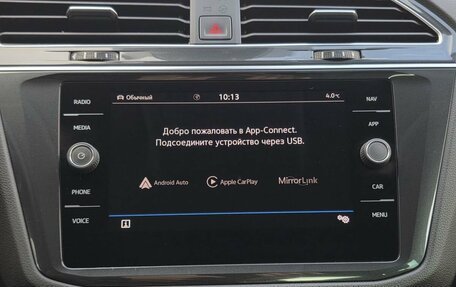 RADIO
MEDIA
PHONE
VOICE
Обычный 10:13 4.0°C
Добро пожаловать в App-Connect.
Подсоедините устройство через USB.
Android Auto Apple CarPlay MirrorLink
NAV
APP
CAR
MENU